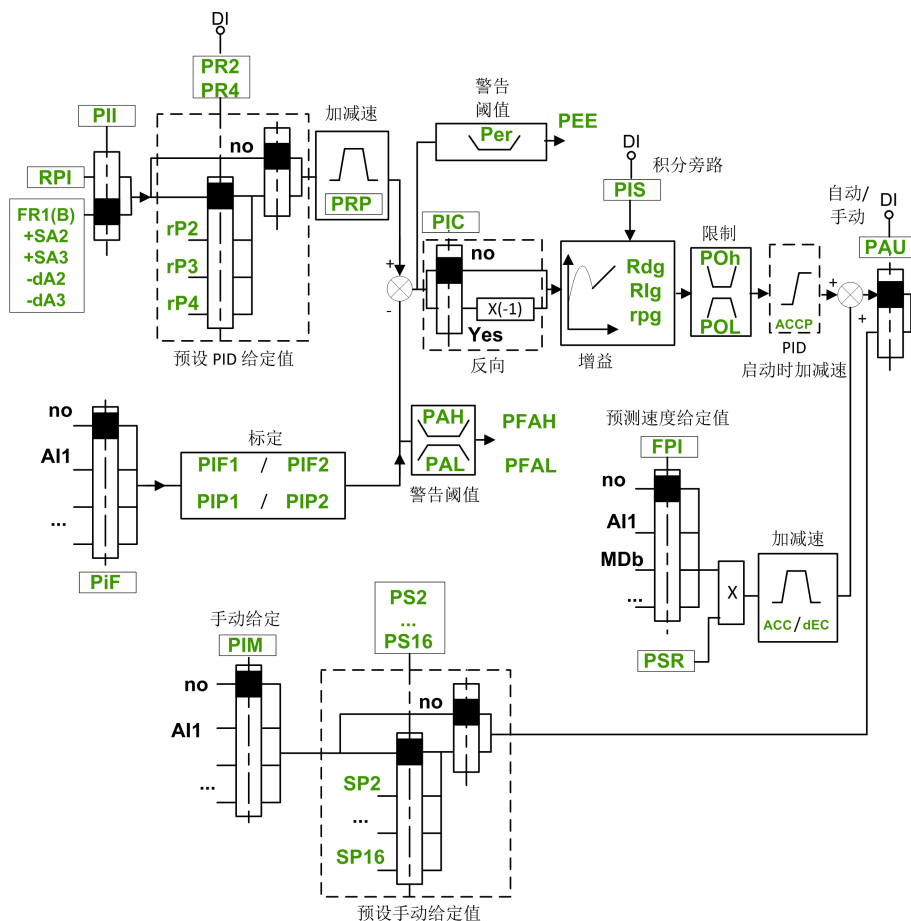 DI
PR2
PR4
PII
no
加减速
PRP
RPI
FR1(B)
+SA2
+SA3
-dA2
-dA3
rP2
rP3
rP4
预设 PID 给定值
警告
阈值
Per
PEE
DI
积分旁路
PIS
PIC
no
X(-1)
Yes
反向
+
-
Rdg
RIg
rpg
增益
限制
POh
POL
ACCP
PID
启动时加减速
+
+
自动/
手动
DI
PAU
no
AI1
...
PiF
标定
PIF1 / PIF2
PIP1 / PIP2
PAH
PAL
警告阈值
PFAH
PFAL
预测速度给定值
FPI
no
AI1
MDb
...
X
PSR
加减速
ACC / dEC
手动给定
PIM
no
AI1
...
PS2
...
PS16
no
SP2
...
SP16
预设手动给定值